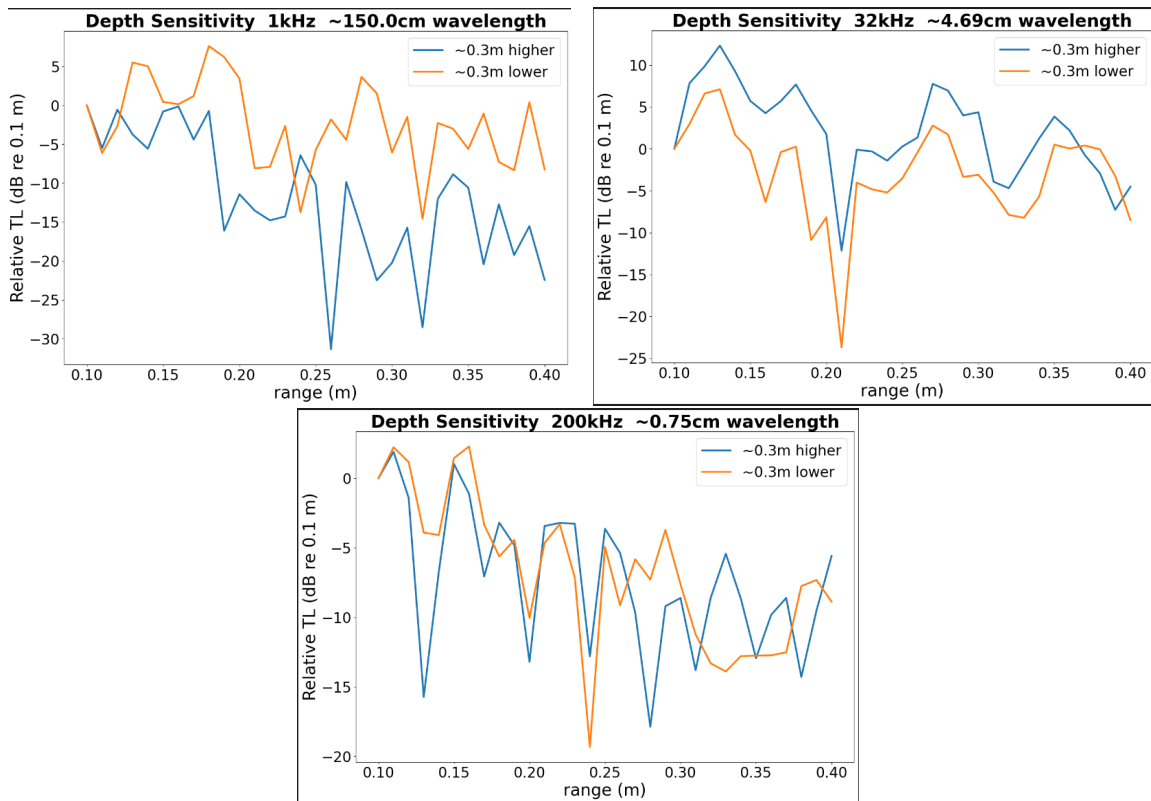 Depth Sensitivity  1kHz  ~150.0cm wavelength
~0.3m higher
~0.3m lower
Relative TL (dB re 0.1 m)
5
0
−5
−10
−15
−20
−25
−30
0.10 0.15 0.20 0.25 0.30 0.35 0.40
range (m)
Depth Sensitivity  32kHz  ~4.69cm wavelength
~0.3m higher
~0.3m lower
Relative TL (dB re 0.1 m)
10
5
0
−5
−10
−15
−20
−25
0.10 0.15 0.20 0.25 0.30 0.35 0.40
range (m)
Depth Sensitivity  200kHz  ~0.75cm wavelength
~0.3m higher
~0.3m lower
Relative TL (dB re 0.1 m)
0
−5
−10
−15
−20
0.10 0.15 0.20 0.25 0.30 0.35 0.40
range (m)